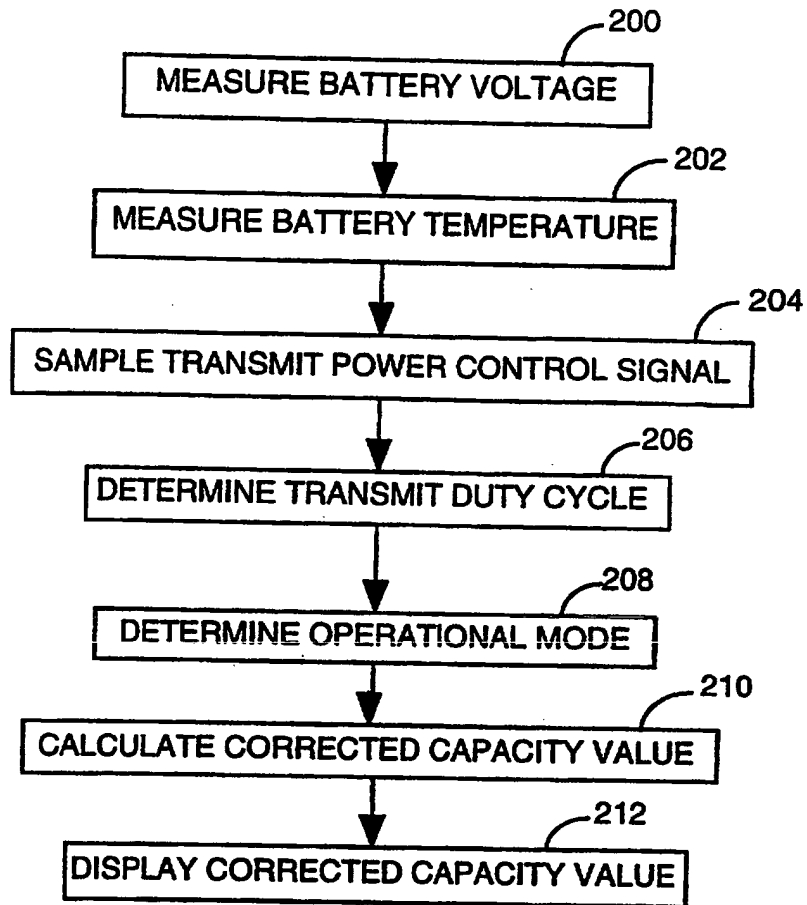 200
MEASURE BATTERY VOLTAGE
202
MEASURE BATTERY TEMPERATURE
204
SAMPLE TRANSMIT POWER CONTROL SIGNAL
206
DETERMINE TRANSMIT DUTY CYCLE
208
DETERMINE OPERATIONAL MODE
210
CALCULATE CORRECTED CAPACITY VALUE
212
DISPLAY CORRECTED CAPACITY VALUE